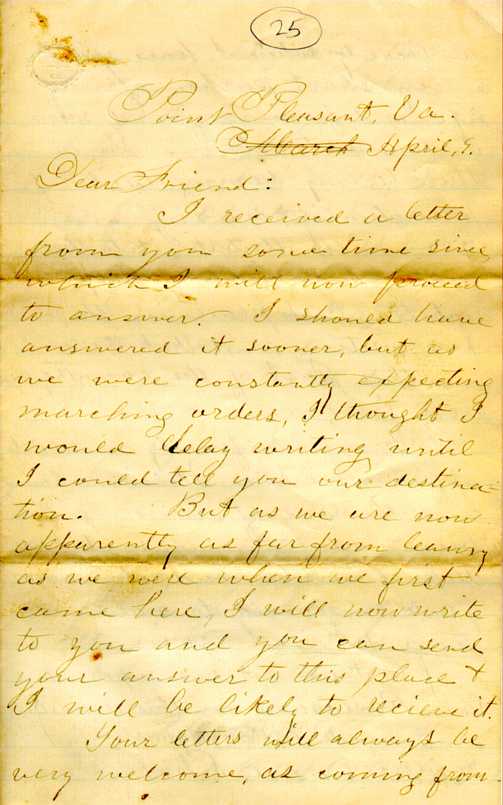 25
Point Pleasant, Va.
March April, 9.
Dear Friend:
I received a letter
from you some time since
which I will now proceed
to answer. I should have
answered it sooner, but as
we were constantly expecting
marching orders, I thought I
would delay writing until
I could tell you our destina-
tion. But as we are now
apparently as far from leaving
as we were when we first
came here, I will now write
to you and you can send
your answer to this place &
I will be likely to recieve it.
Your letters will always be
very welcome, as coming from